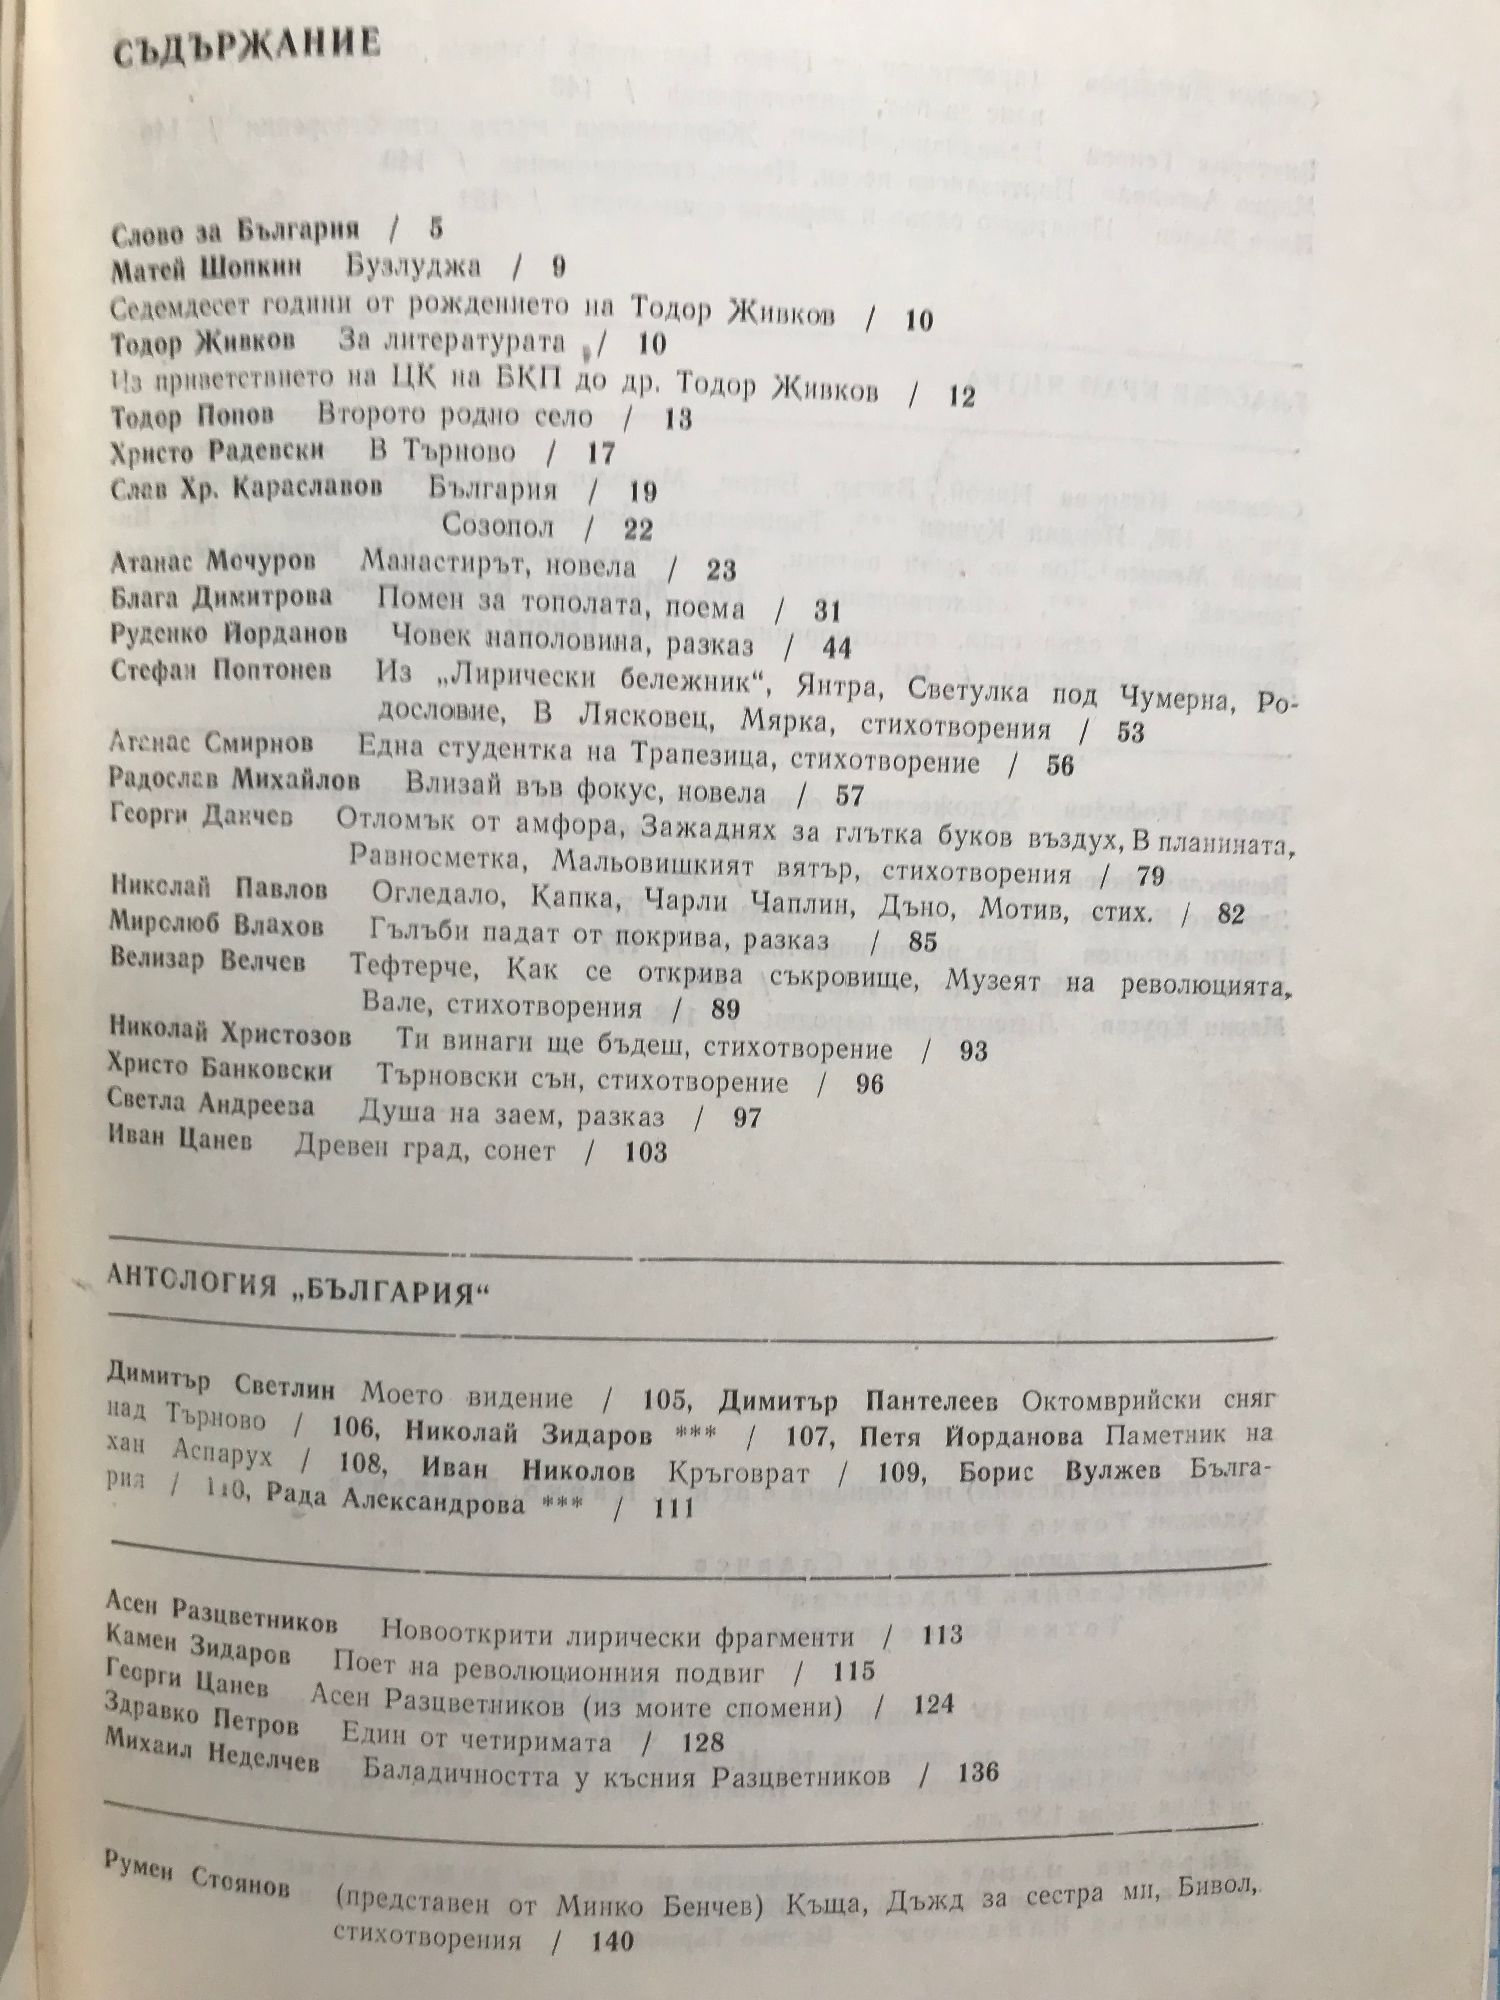 СЪДЪРЖАНИЕ
Слово за България / 5
Матей Шопкин Бузлуджа / 9
Седемдесет години от рождението на Тодор Живков / 10
Тодор Живков За литературата / 10
Из приветствието на ЦК на БКП до др. Тодор Живков / 12
Тодор Попов Второто родно село / 13
Христо Радевски В Търново / 17
Слав Хр. Караславов България / 19
Созопол / 22
Атанас Мочуров Манастирът, новела / 23
Блага Димитрова Помен за тополата, поема / 31
Руденко Йорданов Човек наполовина, разказ / 44
Стефан Поптонев Из „Лирически бележник“, Янтра, Светулка под Чумерна, Ро-
дословие, В Лясковец, Мярка, стихотворения / 53
Атанас Смирнов Една студентка на Трапезица, стихотворение / 56
Радослав Михайлов Влизай във фокус, новела / 57
Георги Данчев Отломък от амфора, Зажаднях за глътка буков въздух, В планината,
Равносметка, Мальовишкият вятър, стихотворения / 79
Николай Павлов Огледало, Капка, Чарли Чаплин, Дъно, Мотив, стих. / 82
Мирслюб Влахов Гълъби падат от покрива, разказ / 85
Велизар Велчев Тефтерче, Как се открива съкровище, Музеят на революцията,
Вале, стихотворения / 89
Николай Христозов Ти винаги ще бъдеш, стихотворение / 93
Христо Банковски Търновски сън, стихотворение / 96
Светла Андреева Душа на заем, разказ / 97
Иван Цанев Древен град, сонет / 103
АНТОЛОГИЯ „БЪЛГАРИЯ“
Димитър Светлин Моето видение / 105, Димитър Пантелеев Октомврийски сняг
над Търново / 106, Николай Зидаров *** / 107, Петя Йорданова Паметник на
хан Аспарух / 108, Иван Николов Кръговрат / 109, Борис Вулжев Бълга-
рия / 110, Рада Александрова *** / 111
Асен Разцветников Новооткрити лирически фрагменти / 113
Камен Зидаров Поет на революционния подвиг / 115
Георги Цанев Асен Разцветников (из моите спомени) / 124
Здравко Петров Един от четиримата / 128
Михаил Неделчев Баладичността у късния Разцветников / 136
Румен Стоянов (представен от Минко Бенчев) Къща, Дъжд за сестра ми, Бивол,
стихотворения / 140